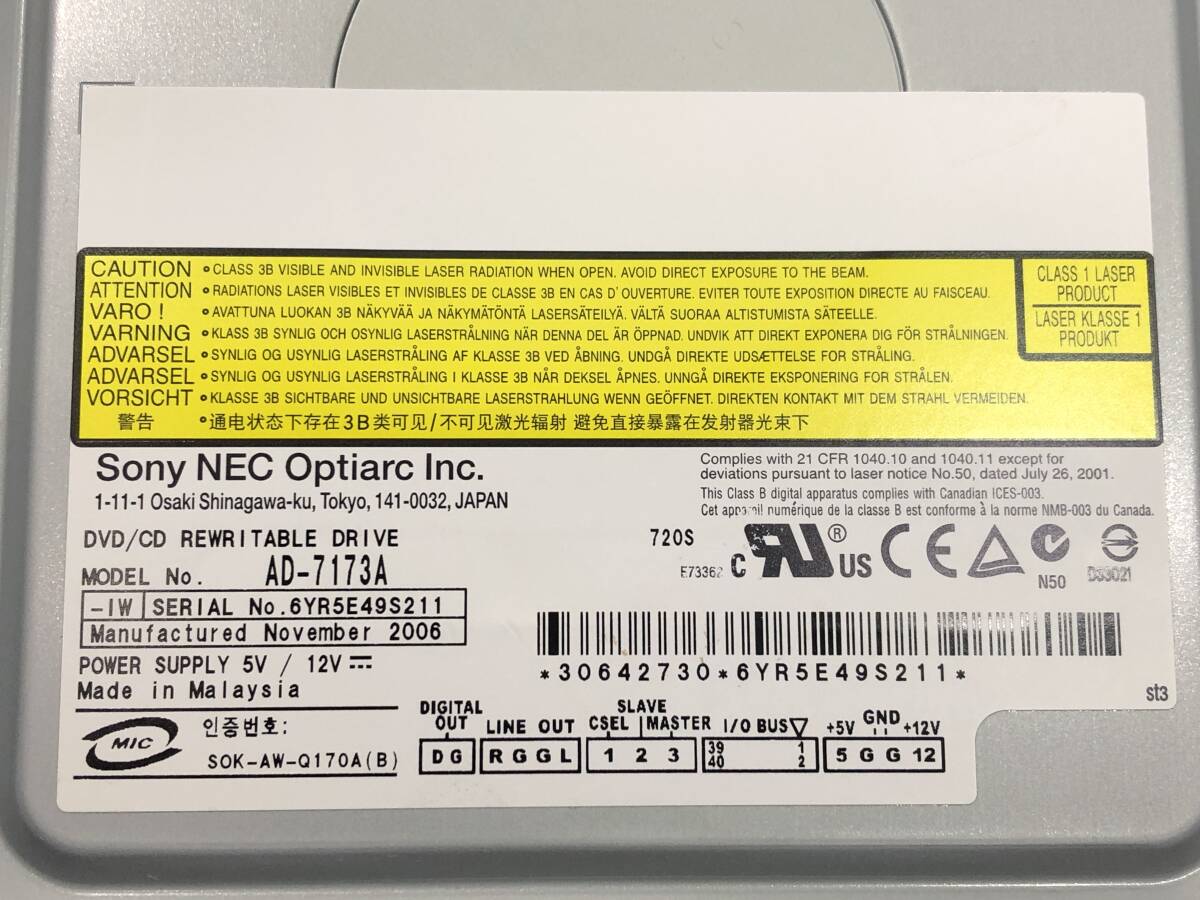 CAUTION •CLASS 3B VISIBLE AND INVISIBLE LASER RADIATION WHEN OPEN. AVOID DIRECT EXPOSURE TO THE BEAM.
ATTENTION •RADIATIONS LASER VISIBLES ET INVISIBLES DE CLASSE 3B EN CAS D'OUVERTURE. EVITER TOUTE EXPOSITION DIRECTE AU FAISCEAU.
VARO! •AVATTUNA LUOKAN 3B NÄKYVÄÄ JA NÄKYMÄTÖNTÄ LASERSÄTEILYÄ. VÄLTÄ SUORAA ALTISTUMISTA SÄTEELLE.
VARNING •KLASS 3B SYNLIG OCH OSYNLIG LASERSTRÅLNING NÄR DENNA DEL ÄR ÖPPNAD. UNDVIK ATT DIREKT EXPONERA DIG FÖR STRÅLNINGEN.
ADVARSEL •SYNLIG OG USYNLIG LASERSTRÅLING AF KLASSE 3B VED ÅBNING. UNDGÅ DIREKTE UDSÆTTELSE FOR STRÅLING.
ADVARSEL •SYNLIG OG USYNLIG LASERSTRÅLING I KLASSE 3B NÅR DEKSEL ÅPNES. UNNGÅ DIREKTE EKSPONERING FOR STRÅLEN.
VORSICHT •KLASSE 3B SICHTBARE UND UNSICHTBARE LASERSTRAHLUNG WENN GEÖFFNET. DIREKTEN KONTAKT MIT DEM STRAHL VERMEIDEN.
警告 •通电状态下存在3B类可见/不可见激光辐射 避免直接暴露在发射器光束下
CLASS 1 LASER
PRODUCT
LASER KLASSE 1
PRODUKT
Sony NEC Optiarc Inc.
1-11-1 Osaki Shinagawa-ku, Tokyo, 141-0032, JAPAN
Complies with 21 CFR 1040.10 and 1040.11 except for
deviations pursuant to laser notice No.50, dated July 26, 2001.
This Class B digital apparatus complies with Canadian ICES-003.
Cet appareil numérique de la classe B est conforme à la norme NMB-003 du Canada.
DVD/CD REWRITABLE DRIVE
MODEL No. AD-7173A
-IW SERIAL No.6YR5E49S211
Manufactured November 2006
POWER SUPPLY 5V / 12V
Made in Malaysia
720S
E73362 C RU® US CE N50 D33021
*30642730*6YR5E49S211*
st3
MIC 인증번호:
SOK-AW-Q170A(B)
DIGITAL OUT
DG
LINE OUT
RGGL
SLAVE
CSEL MASTER
1 2 3
I/O BUS
39 1
40 2
+5V GND +12V
5 G G 12